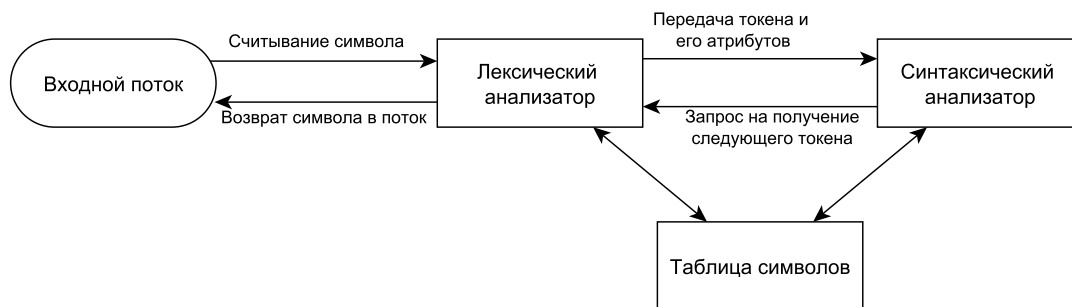 Передача токена и
его атрибутов
Считывание символа
Входной поток
Лексический
анализатор
Синтаксический
анализатор
Возврат символа в поток
Запрос на получение
следующего токена
Таблица символов